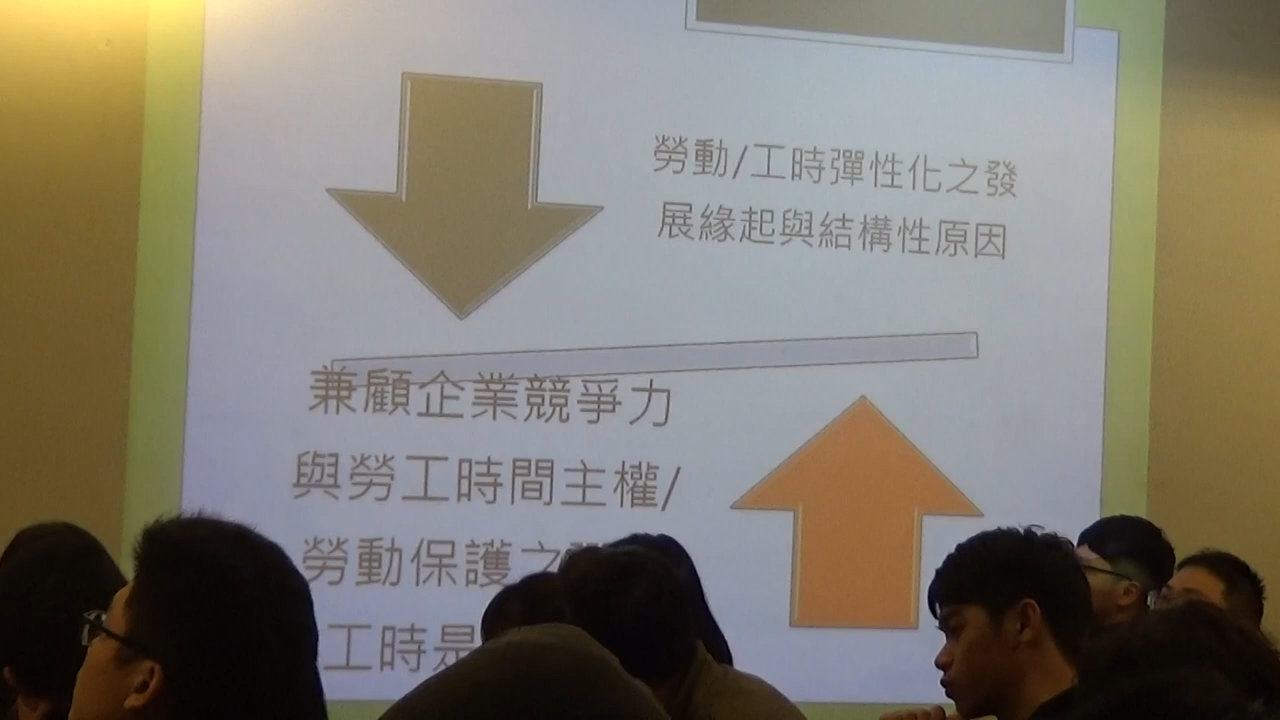 勞動/工時彈性化之發
展緣起與結構性原因
兼顧企業競爭力
與勞工時間主權/
勞動保護之
工時是